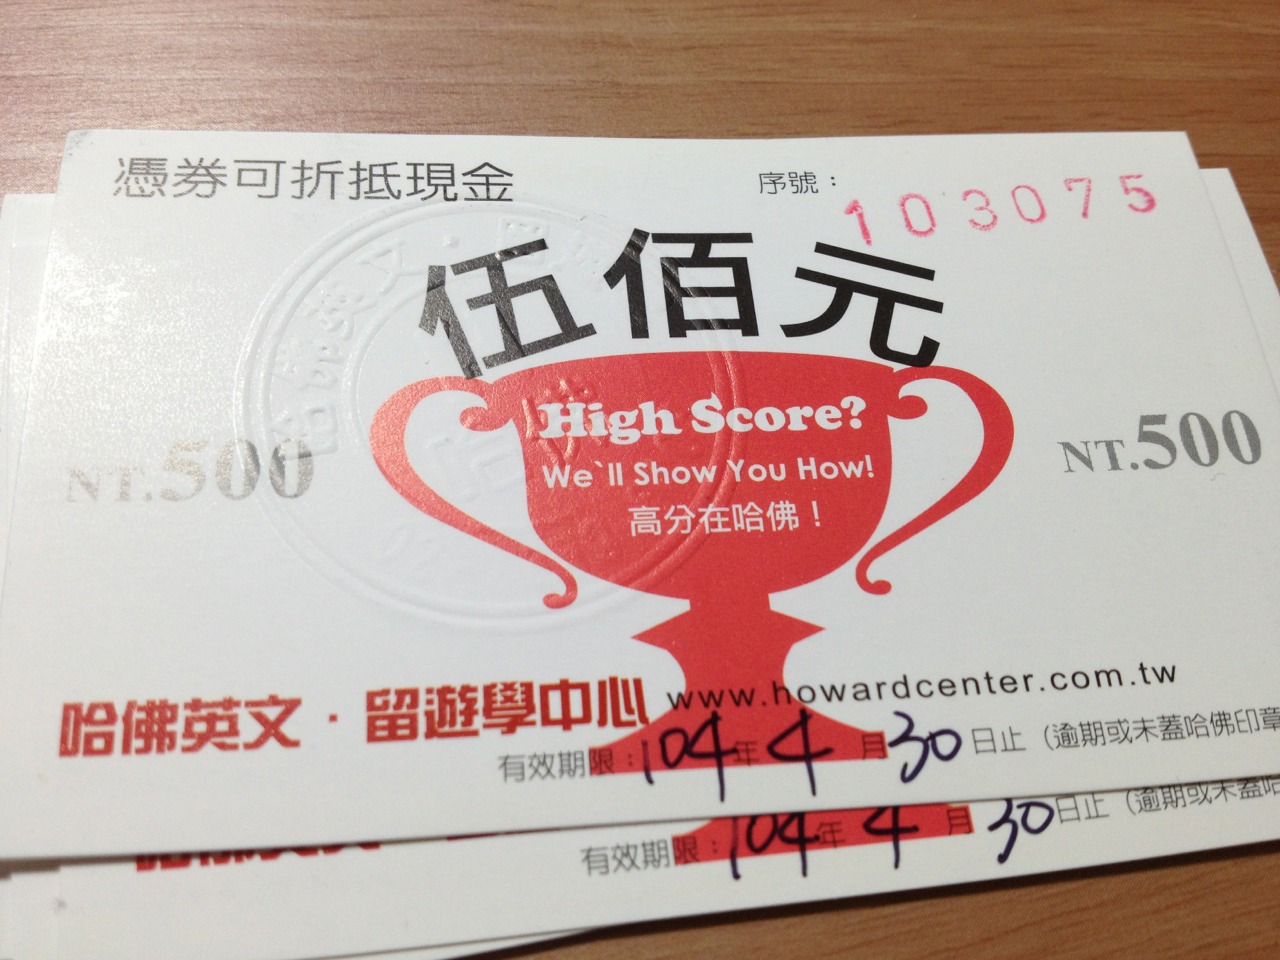 憑券可折抵現金
序號：103075
伍佰元
NT.500
NT.500
High Score?
We`ll Show You How!
高分在哈佛！
哈佛英文·留遊學中心 www.howardcenter.com.tw
有效期限：104年4月30日止（逾期或未蓋哈佛印章
有效期限：104年4月30日止（逾期或未蓋哈